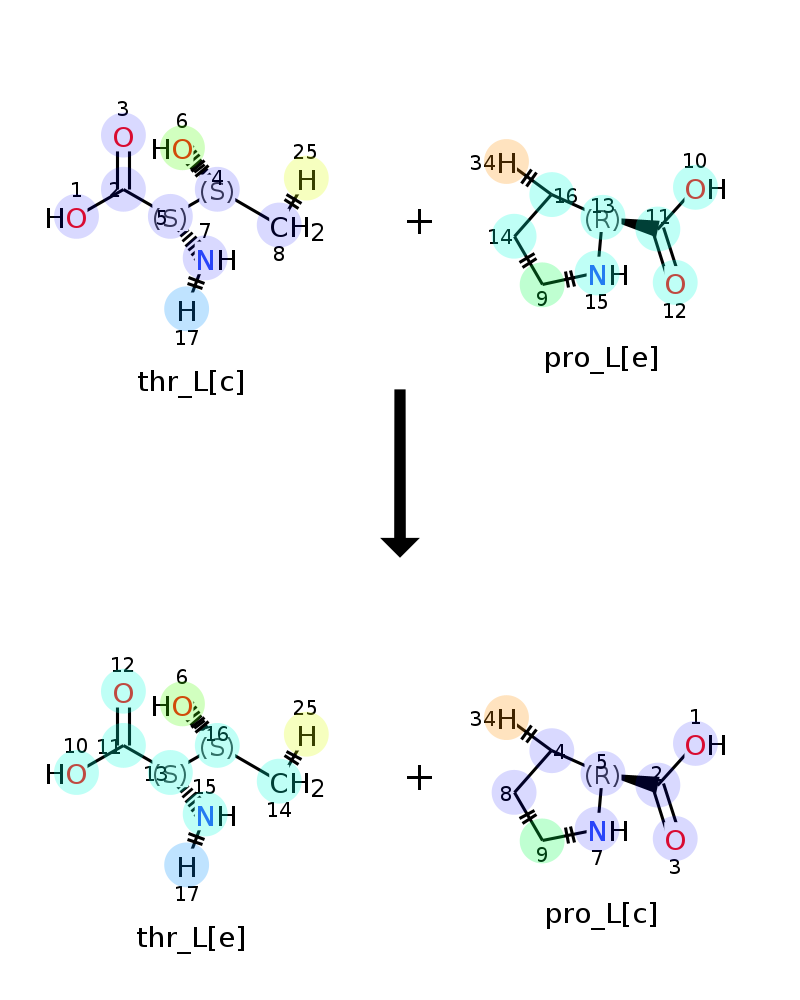 3
6
25
HO
O
H
1
2
4
(S)
10
HO
5
(S)
7
CH2
8
NH
H
17
thr_L[c]
+
34H
16
13
(R)
11
OH
14
9
NH
15
O
12
pro_L[e]
12
6
25
O
HO
H
10
11
16
(S)
HO
13
(S)
15
CH2
14
NH
H
17
thr_L[e]
+
34H
4
5
(R)
2
1
OH
8
9
NH
7
O
3
pro_L[c]